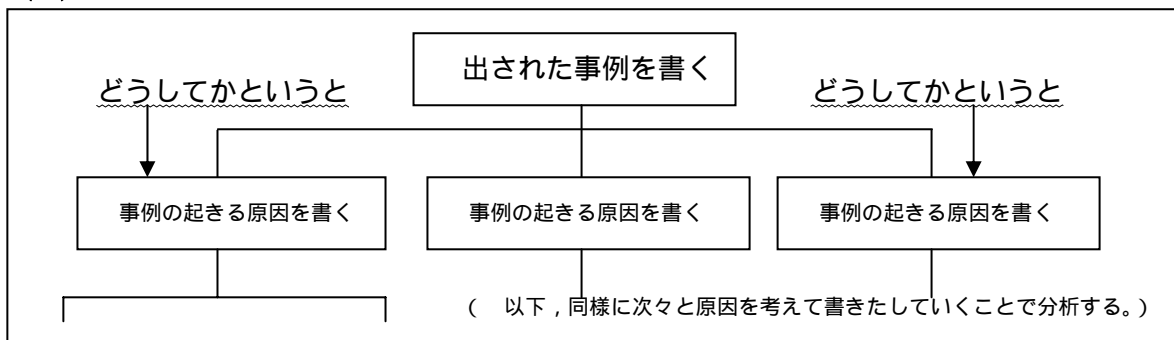 出された事例を書く
どうしてかというと
どうしてかというと
事例の起きる原因を書く
事例の起きる原因を書く
事例の起きる原因を書く
( 以下,同様に次々と原因を考えて書きたしていくことで分析する。)